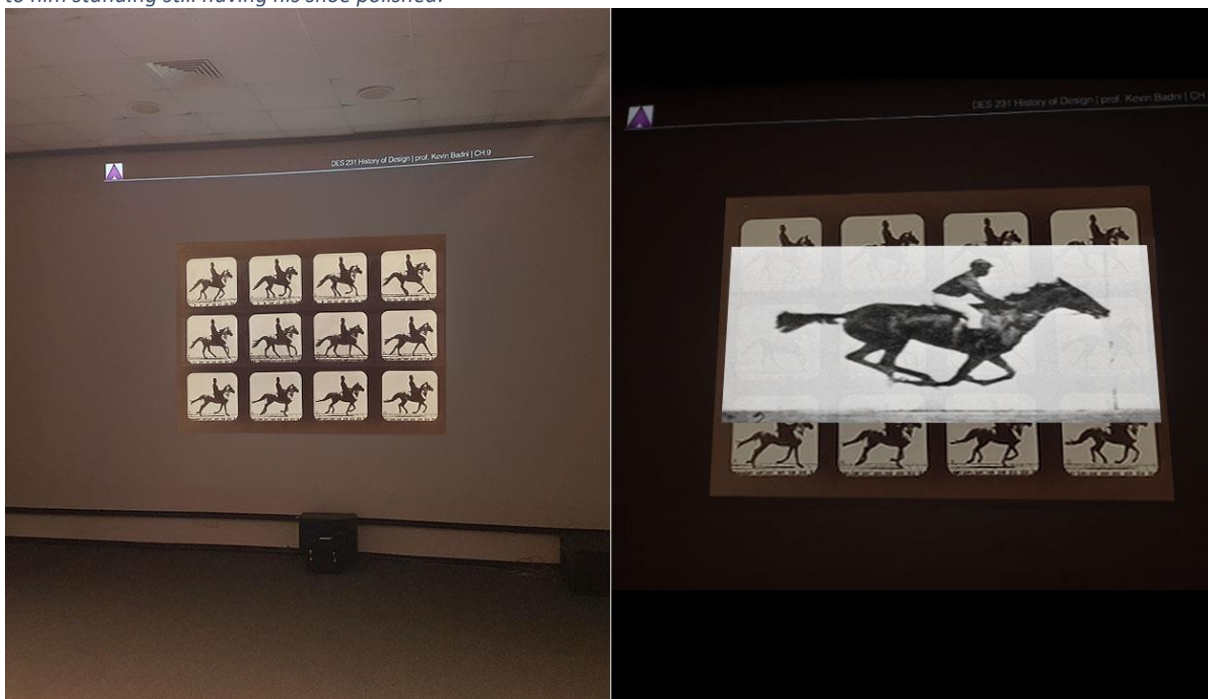 to him standing still having his shoe polished.
DES 231 History of Design | prof. Kevin Badni | CH 9
DES 231 History of Design | prof. Kevin Badni | CH